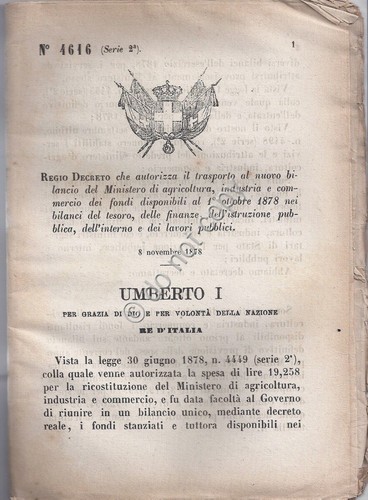 N° 4616 (Serie 2ª).
1
REGIO DECRETO che autorizza il trasporto al nuovo bi-
lancio del Ministero di agricoltura, industria e com-
mercio dei fondi disponibili al 1° ottobre 1878 nei
bilanci del tesoro, delle finanze, dell'istruzione pub-
blica, dell'interno e dei lavori pubblici.
8 novembre 1878
UMBERTO I
PER GRAZIA DI DIO E PER VOLONTÀ DELLA NAZIONE
RE D'ITALIA
Vista la legge 30 giugno 1878, n. 4449 (serie 2ª),
colla quale venne autorizzata la spesa di lire 19,258
per la ricostituzione del Ministero di agricoltura,
industria e commercio, e fu data facoltà al Governo
di riunire in un bilancio unico, mediante decreto
reale, i fondi stanziati e tuttora disponibili nei